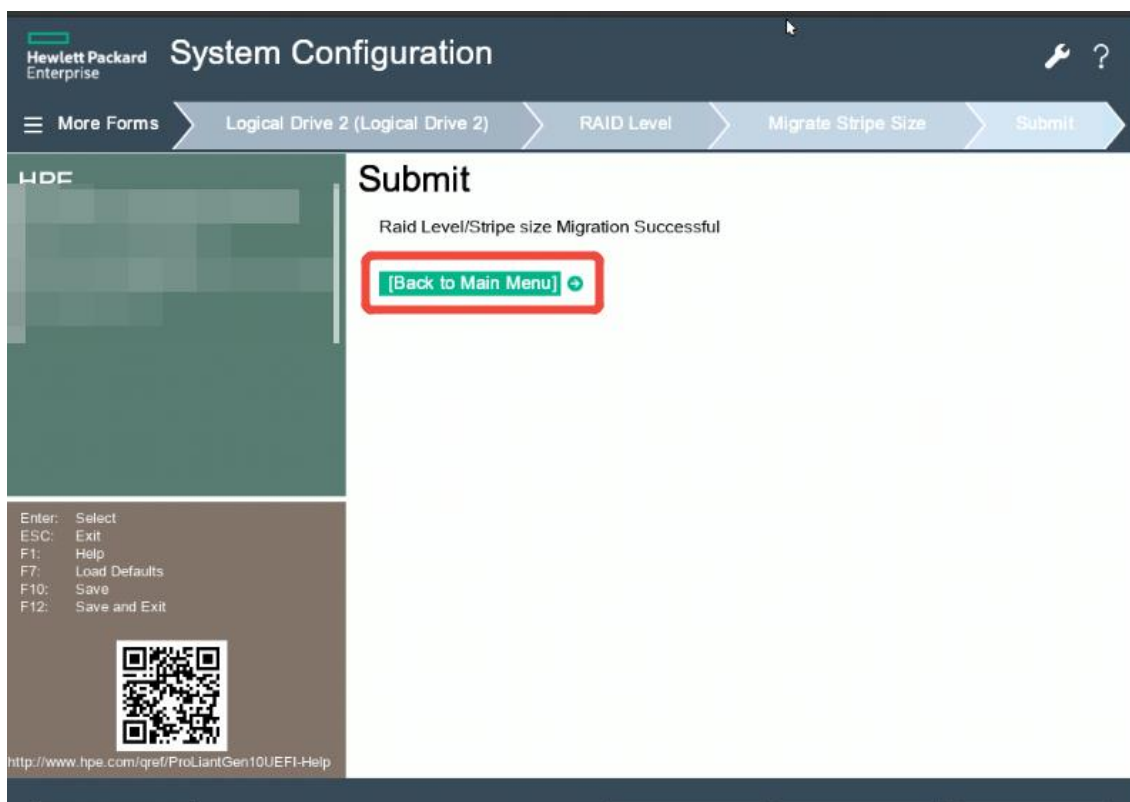 Hewlett Packard
Enterprise
System Configuration
?
More Forms
Logical Drive 2 (Logical Drive 2)
RAID Level
Migrate Stripe Size
Submit
HPE
Submit
Raid Level/Stripe size Migration Successful
[Back to Main Menu]
Enter: Select
ESC: Exit
F1: Help
F7: Load Defaults
F10: Save
F12: Save and Exit
http://www.hpe.com/qref/ProLiantGen10UEFI-Help